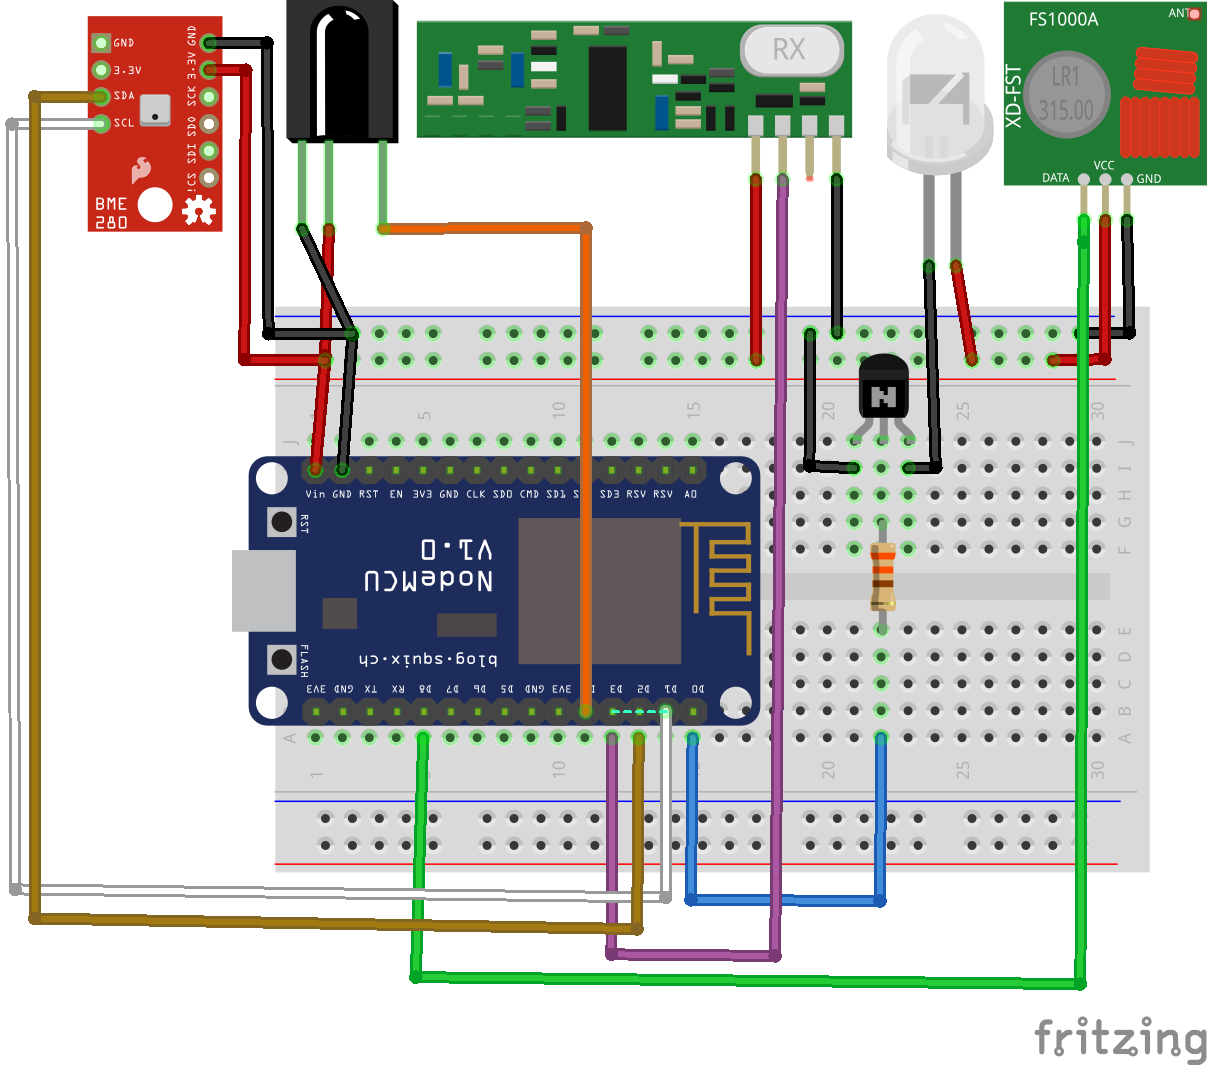 GND
3.3V
SDA
SCL
GND
3.3V
SCK
SDO
SDI
!CS
BME
280
RX
FS1000A
ANT
XD-FST
LR1
315.00
DATA
VCC
GND
5
10
15
20
25
30
J
I
H
G
F
E
D
C
B
A
J
A
N
Vin GND RST EN 3V3 GND CLK SD0 CMD SD1 SD3 RSV RSV A0
RST
V1.0
NodeMCU
blog.squix.ch
FLASH
3V3 GND TX RX D8 D7 D6 D5 GND 3V3 D3 D2 D1 D0
1
10
20
25
30
fritzing